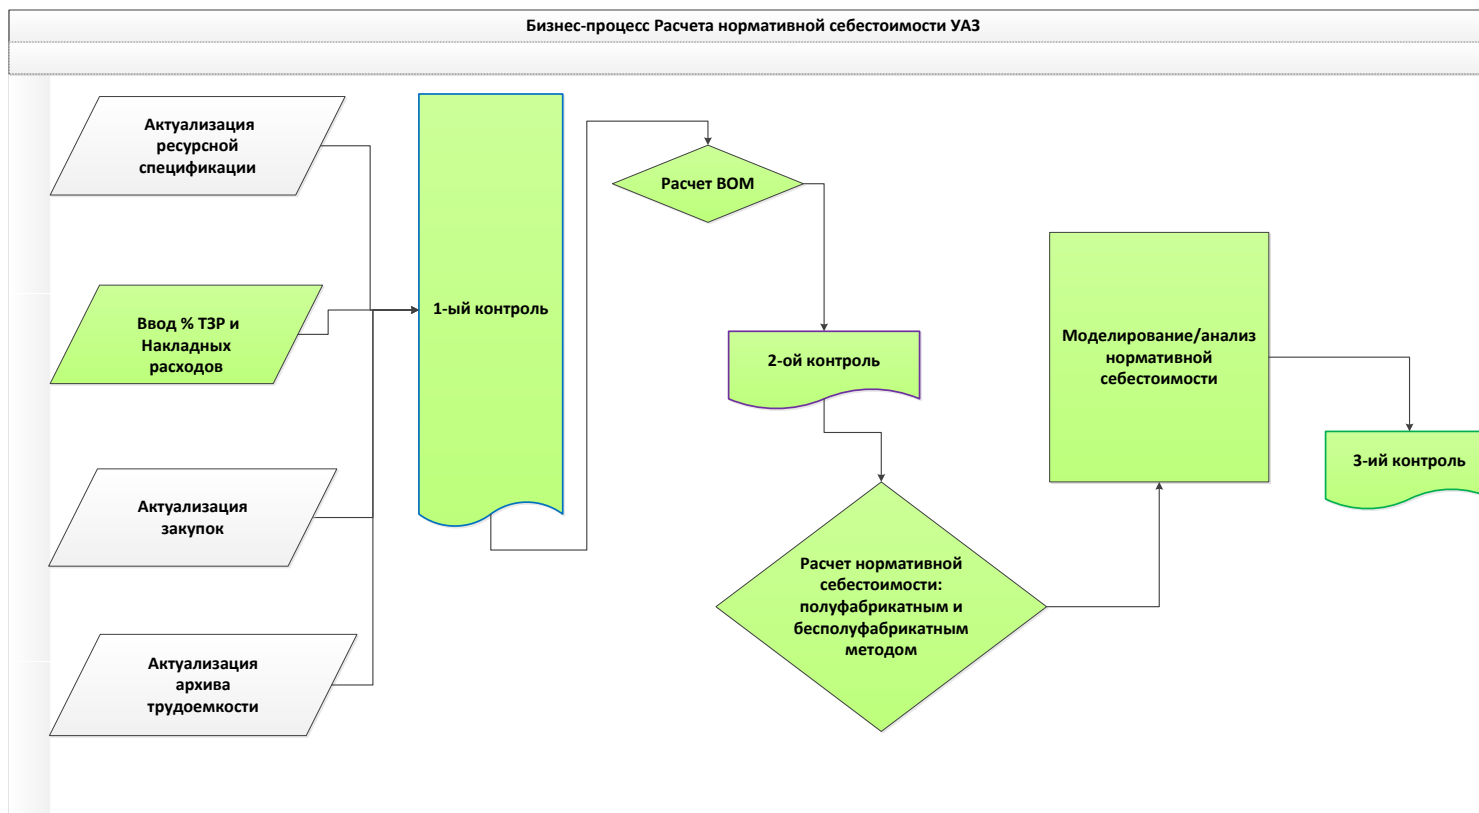 Бизнес-процесс Расчета нормативной себестоимости УАЗ
Актуализация
ресурсной
спецификации
Ввод % ТЗР и
Накладных
расходов
Актуализация
закупок
Актуализация
архива
трудоемкости
1-ый контроль
Расчет BOM
2-ой контроль
Расчет нормативной
себестоимости:
полуфабрикатным и
бесполуфабрикатным
методом
Моделирование/анализ
нормативной
себестоимости
3-ий контроль